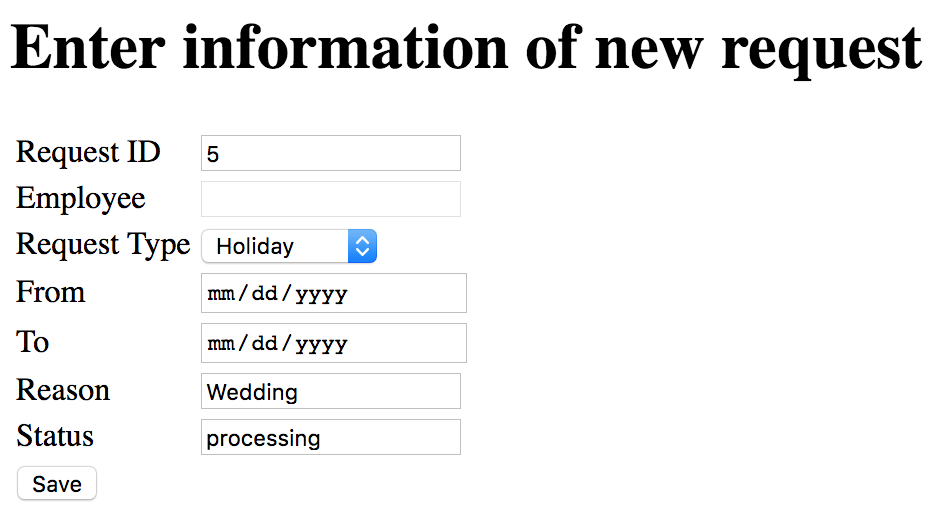 Enter information of new request
Request ID 5
Employee
Request Type Holiday
From mm/dd/yyyy
To mm/dd/yyyy
Reason Wedding
Status processing
Save